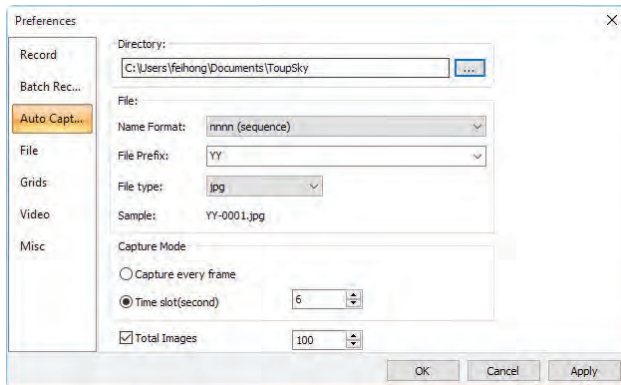 Preferences
Record
Batch Rec...
Auto Capt...
File
Grids
Video
Misc
Directory:
C:\Users\feihong\Documents\ToupSky
...
File:
Name Format: nnnn (sequence)
File Prefix: YY
File type: jpg
Sample: YY-0001.jpg
Capture Mode
Capture every frame
Time slot(second) 6
Total Images 100
OK Cancel Apply